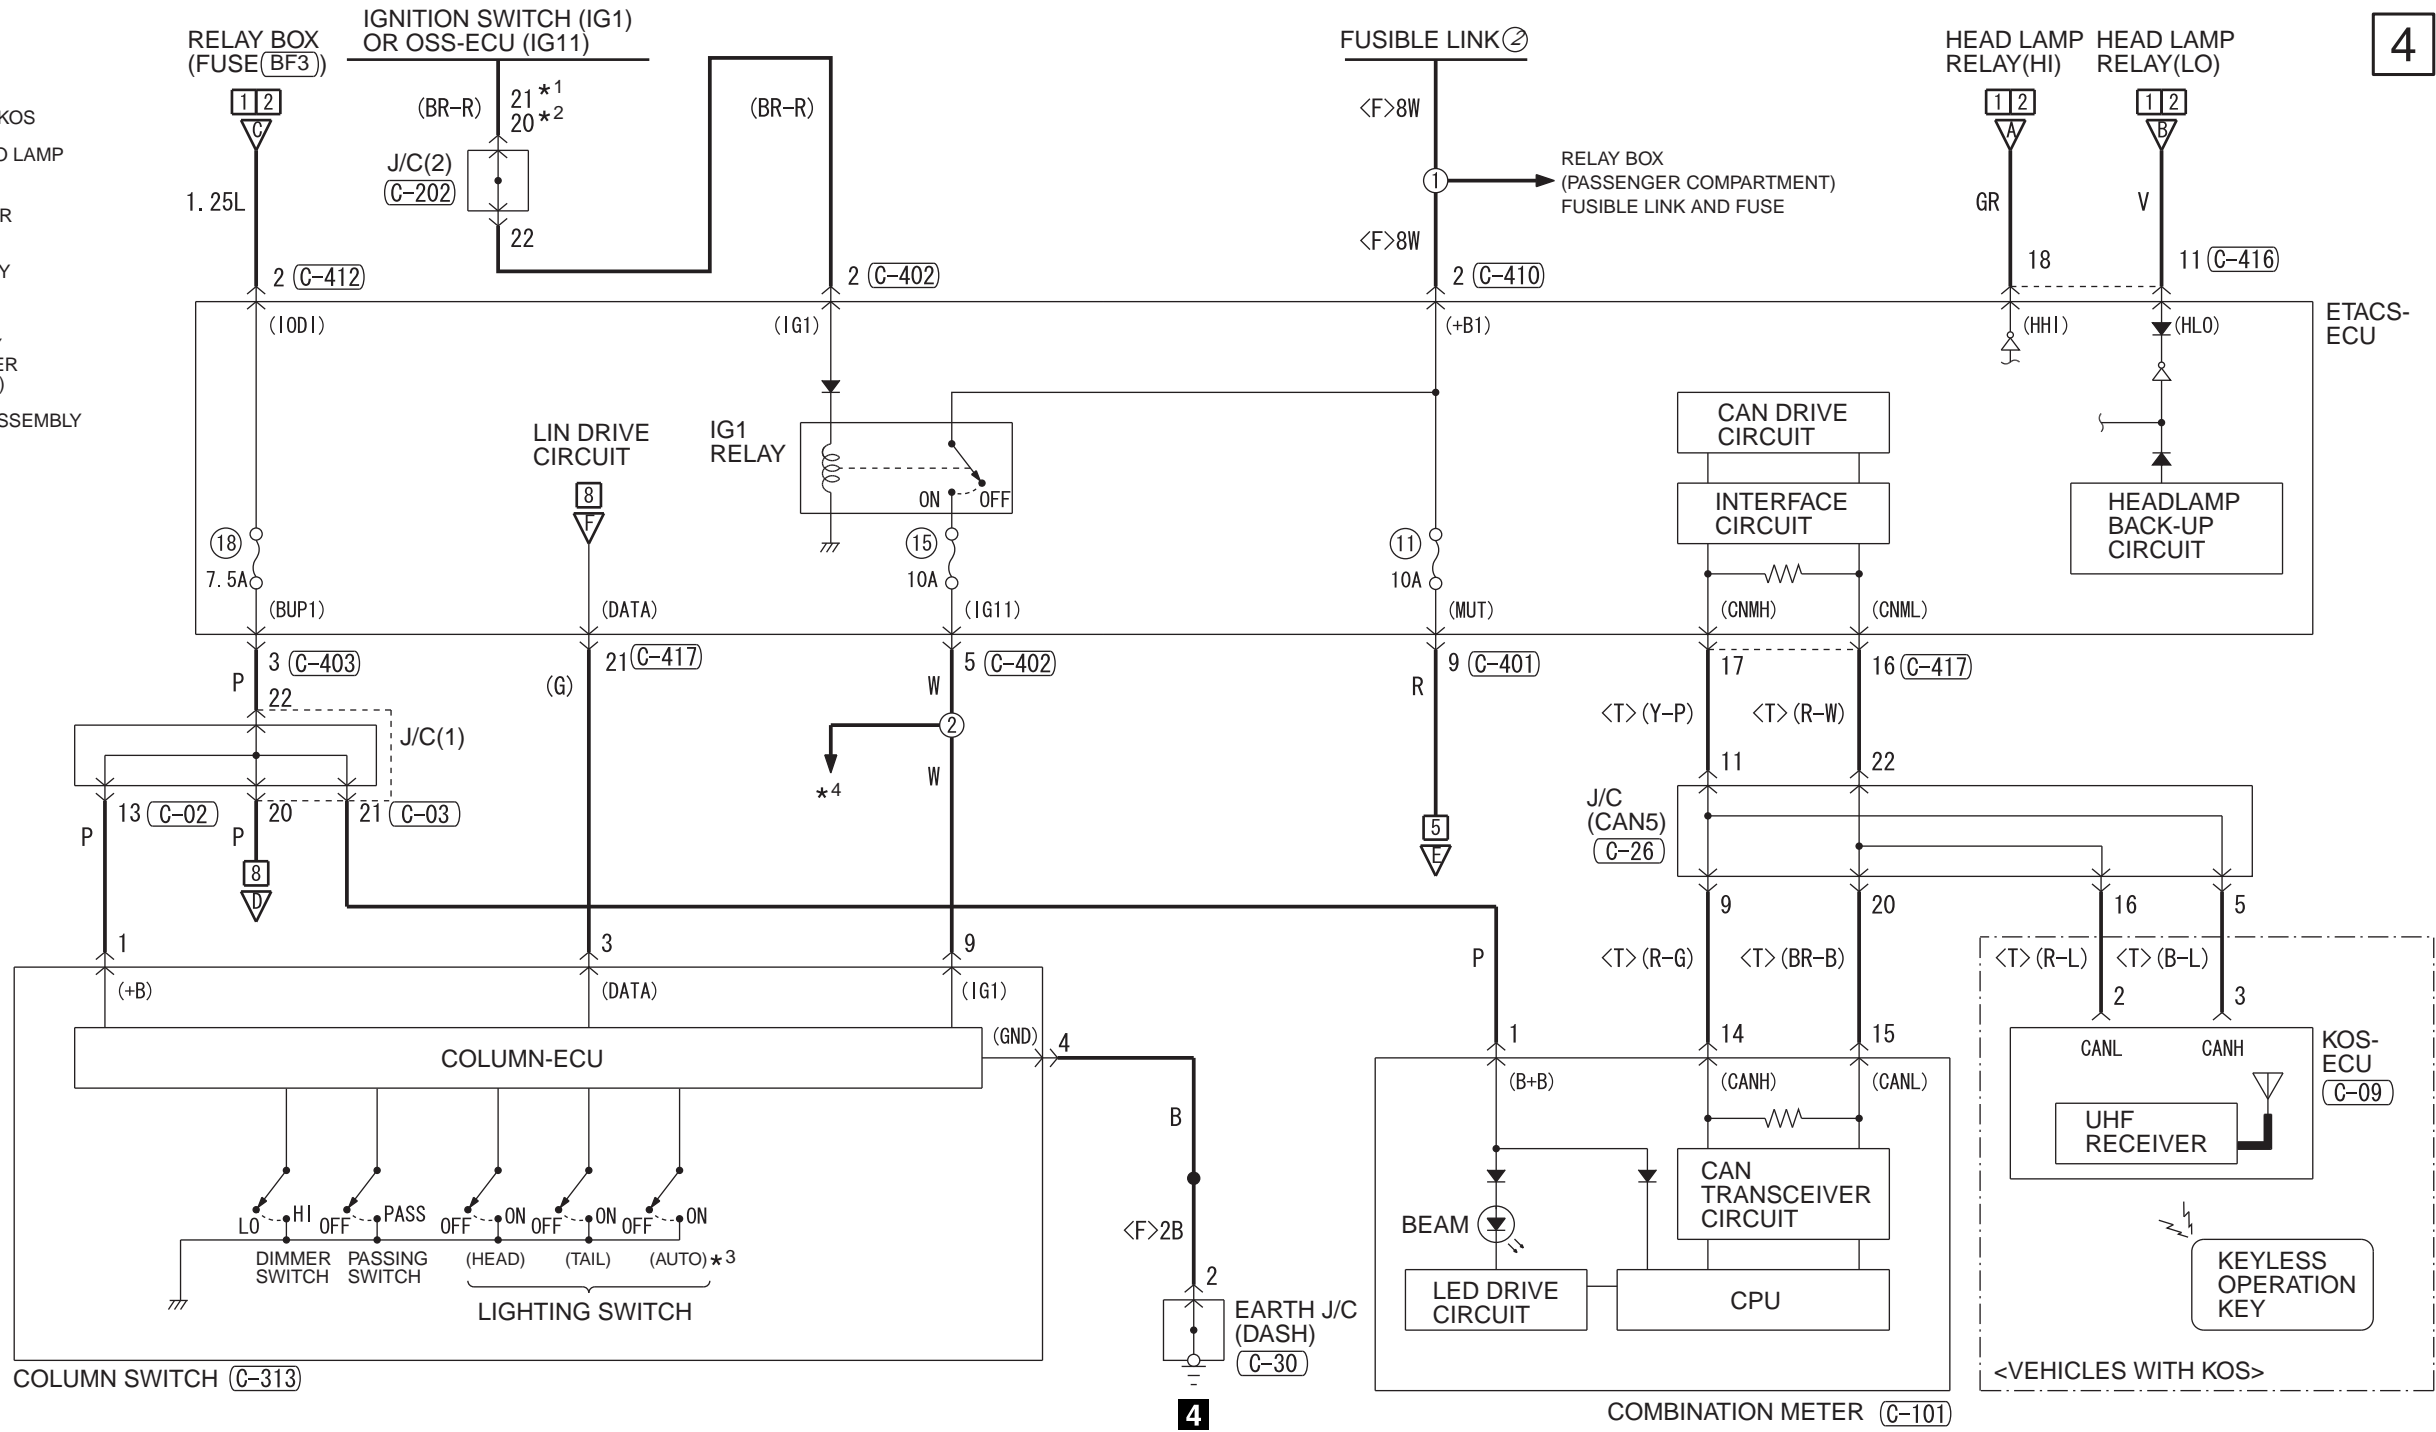 RELAY BOX
(FUSE BF3 )
IGNITION SWITCH (IG1)
OR OSS-ECU (IG11)
FUSIBLE LINK ②
HEAD LAMP
RELAY(HI)
HEAD LAMP
RELAY(LO)
4
KOS
LAMP
R
Y
ER
)
SSEMBLY
1 2
C
1.25L
2 C-412
(BR-R)
21 *1
20 *2
J/C(2)
C-202
22
(BR-R)
2 C-402
<F>8W
1
RELAY BOX
(PASSENGER COMPARTMENT)
FUSIBLE LINK AND FUSE
<F>8W
2 C-410
1 2
A
GR
18
1 2
B
V
11 C-416
ETACS-
ECU
(IODI)
(IG1)
(+B1)
(HHI)
(HLO)
LIN DRIVE
CIRCUIT
8
F
IG1
RELAY
ON
OFF
CAN DRIVE
CIRCUIT
INTERFACE
CIRCUIT
HEADLAMP
BACK-UP
CIRCUIT
18
7.5A
15
10A
11
10A
(BUP1)
(DATA)
(IG11)
(MUT)
(CNMH)
(CNML)
3 C-403
21 C-417
5 C-402
9 C-401
17
16 C-417
P
22
(G)
W
R
<T>(Y-P)
<T>(R-W)
J/C(1)
2
W
*4
11
22
13 C-02
20
21 C-03
P
P
8
D
5
E
J/C
(CAN5)
C-26
9
20
16
5
1
3
9
P
<T>(R-G)
<T>(BR-B)
<T>(R-L)
<T>(B-L)
2
3
(+B)
(DATA)
(IG1)
(GND)
4
COLUMN-ECU
1
14
15
CANL
CANH
KOS-
ECU
C-09
(B+B)
(CANH)
(CANL)
B
UHF
RECEIVER
CAN
TRANSCEIVER
CIRCUIT
BEAM
LO
HI
OFF
PASS
OFF
ON
OFF
ON
OFF
ON
DIMMER
SWITCH
PASSING
SWITCH
(HEAD)
(TAIL)
(AUTO)*3
LIGHTING SWITCH
<F>2B
2
EARTH J/C
(DASH)
C-30
4
LED DRIVE
CIRCUIT
CPU
KEYLESS
OPERATION
KEY
<VEHICLES WITH KOS>
COLUMN SWITCH C-313
COMBINATION METER C-101